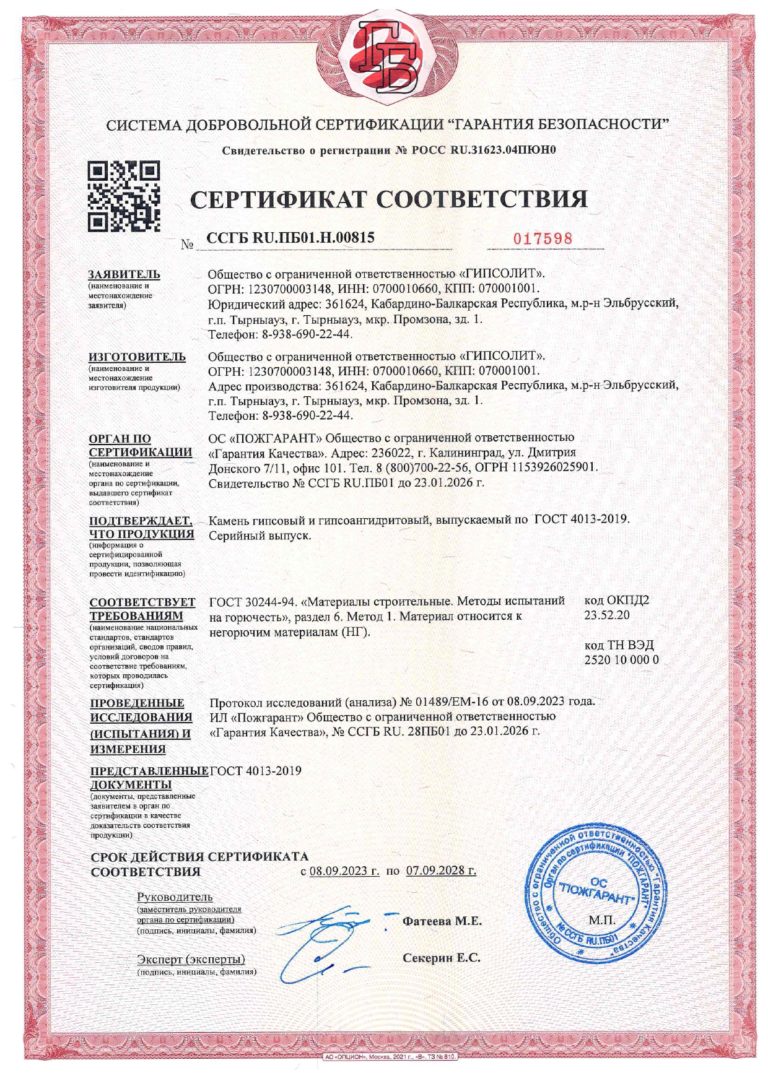 ГБ
СИСТЕМА ДОБРОВОЛЬНОЙ СЕРТИФИКАЦИИ “ГАРАНТИЯ БЕЗОПАСНОСТИ”
Свидетельство о регистрации № РОСС RU.31623.04ПЮН0
СЕРТИФИКАТ СООТВЕТСТВИЯ
№ ССГБ RU.ПБ01.Н.00815 017598
ЗАЯВИТЕЛЬ
(наименование и
местонахождение
заявителя)
Общество с ограниченной ответственностью «ГИПСОЛИТ».
ОГРН: 1230700003148, ИНН: 0700010660, КПП: 070001001.
Юридический адрес: 361624, Кабардино-Балкарская Республика, м.р-н Эльбрусский,
г.п. Тырныауз, г. Тырныауз, мкр. Промзона, зд. 1.
Телефон: 8-938-690-22-44.
ИЗГОТОВИТЕЛЬ
(наименование и
местонахождение
изготовителя продукции)
Общество с ограниченной ответственностью «ГИПСОЛИТ».
ОГРН: 1230700003148, ИНН: 0700010660, КПП: 070001001.
Адрес производства: 361624, Кабардино-Балкарская Республика, м.р-н Эльбрусский,
г.п. Тырныауз, г. Тырныауз, мкр. Промзона, зд. 1.
Телефон: 8-938-690-22-44.
ОРГАН ПО
СЕРТИФИКАЦИИ
(наименование и
местонахождение
органа по сертификации,
выдавшего сертификат
соответствия)
ОС «ПОЖГАРАНТ» Общество с ограниченной ответственностью
«Гарантия Качества». Адрес: 236022, г. Калининград, ул. Дмитрия
Донского 7/11, офис 101. Тел. 8 (800)700-22-56, ОГРН 1153926025901.
Свидетельство № ССГБ RU.ПБ01 до 23.01.2026 г.
ПОДТВЕРЖДАЕТ,
ЧТО ПРОДУКЦИЯ
(информация о
сертифицированной
продукции, позволяющая
провести идентификацию)
Камень гипсовый и гипсоангидритовый, выпускаемый по ГОСТ 4013-2019.
Серийный выпуск.
СООТВЕТСТВУЕТ
ТРЕБОВАНИЯМ
(наименование национальных
стандартов, стандартов
организаций, сводов правил,
условий договоров на
соответствие требованиям,
которых проводилась
сертификация)
ГОСТ 30244-94. «Материалы строительные. Методы испытаний
на горючесть», раздел 6. Метод 1. Материал относится к
негорючим материалам (НГ).
код ОКПД2
23.52.20
код ТН ВЭД
2520 10 000 0
ПРОВЕДЕННЫЕ
ИССЛЕДОВАНИЯ
(ИСПЫТАНИЯ) И
ИЗМЕРЕНИЯ
Протокол исследований (анализа) № 01489/ЕМ-16 от 08.09.2023 года.
ИЛ «Пожгарант» Общество с ограниченной ответственностью
«Гарантия Качества», № ССГБ RU. 28ПБ01 до 23.01.2026 г.
ПРЕДСТАВЛЕННЫЕ
ДОКУМЕНТЫ
(документы, представленные
заявителем в орган по
сертификации в качестве
доказательств соответствия
продукции)
ГОСТ 4013-2019
СРОК ДЕЙСТВИЯ СЕРТИФИКАТА
СООТВЕТСТВИЯ с 08.09.2023 г. по 07.09.2028 г.
Руководитель
(заместитель руководителя
органа по сертификации)
(подпись, инициалы, фамилия)
Фатеева М.Е.
Эксперт (эксперты)
(подпись, инициалы, фамилия)
Секерин Е.С.
Общество с ограниченной ответственностью "Гарантия Качества"
Орган по сертификации "ПОЖГАРАНТ"
ОС
"ПОЖГАРАНТ"
М.П.
№ ССГБ RU.ПБ01
АО «ОПЦИОН», Москва, 2021 г., «В», ТЗ № 810.